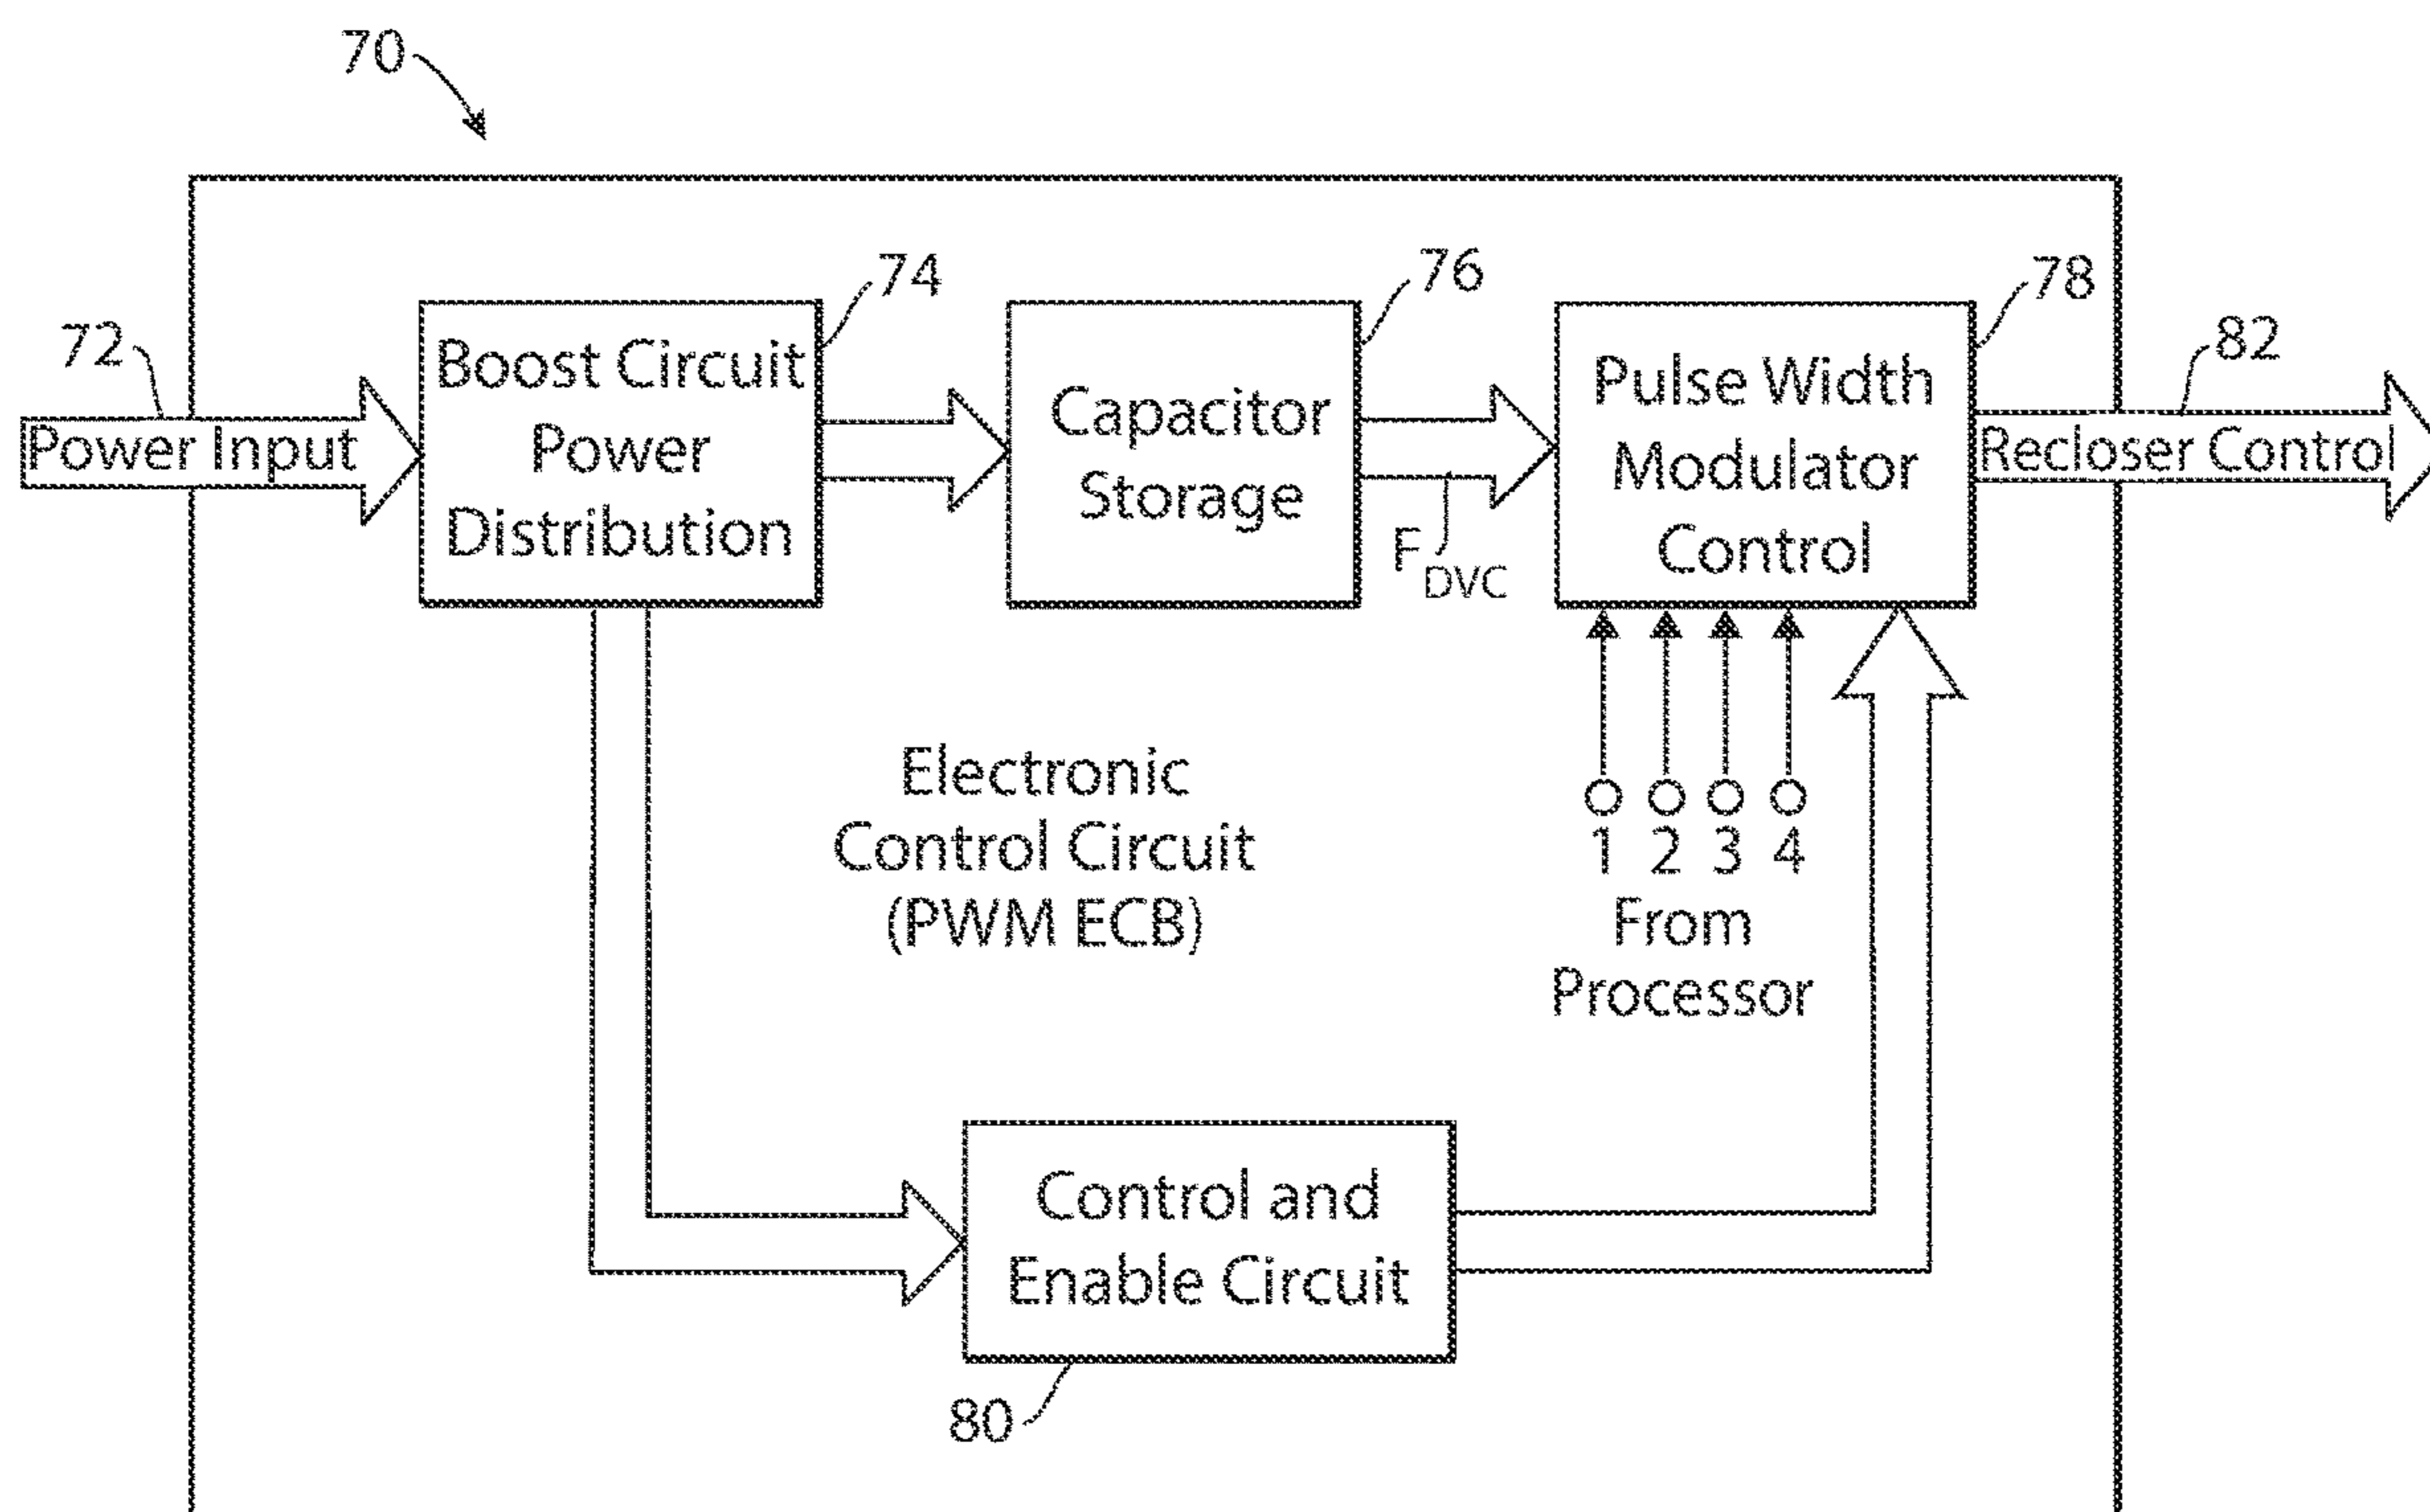 70
74
76
78
72
82
Boost Circuit
Power
Distribution
Capacitor
Storage
Pulse Width
Modulator
Control
Power Input
Recloser Control
F DVC
Electronic
Control Circuit
(PWM ECB)
1 2 3 4
From
Processor
Control and
Enable Circuit
80